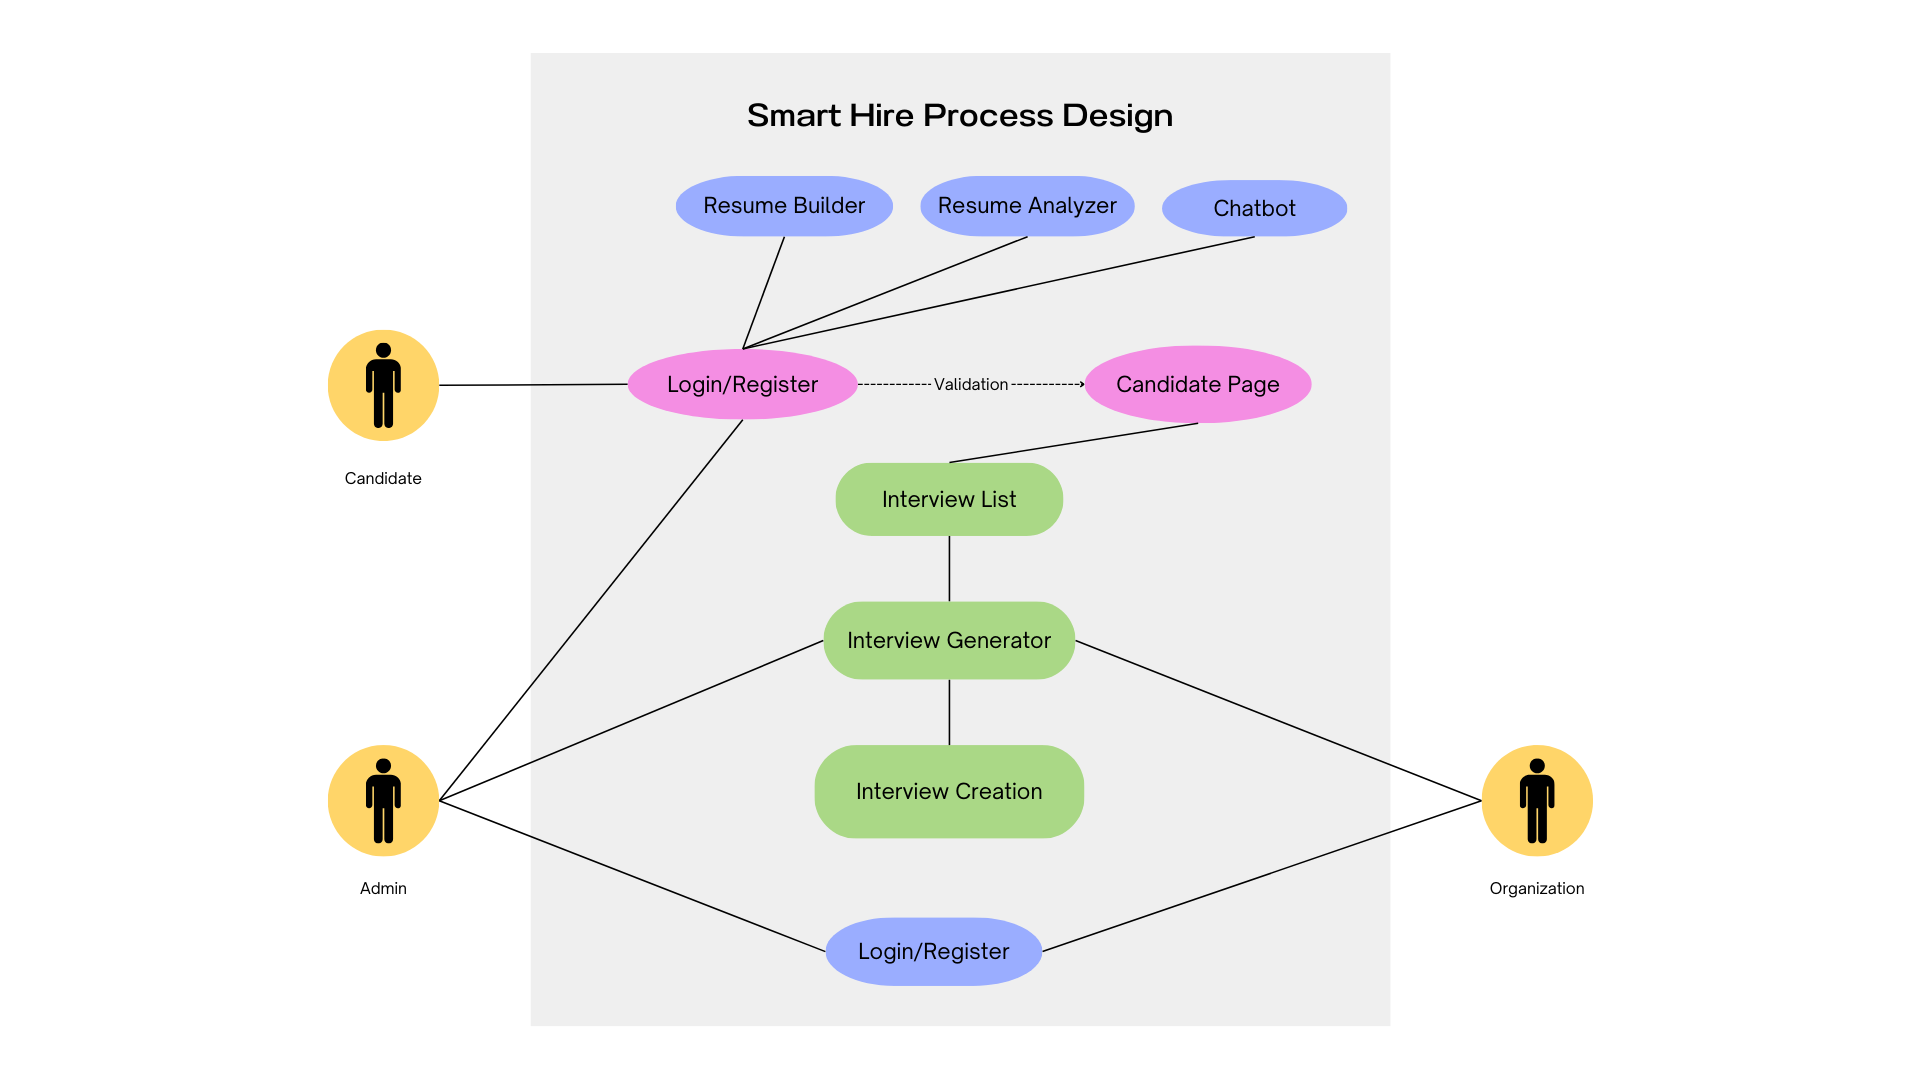 Smart Hire Process Design
Resume Builder
Resume Analyzer
Chatbot
Login/Register
Validation
Candidate Page
Candidate
Interview List
Interview Generator
Interview Creation
Admin
Organization
Login/Register